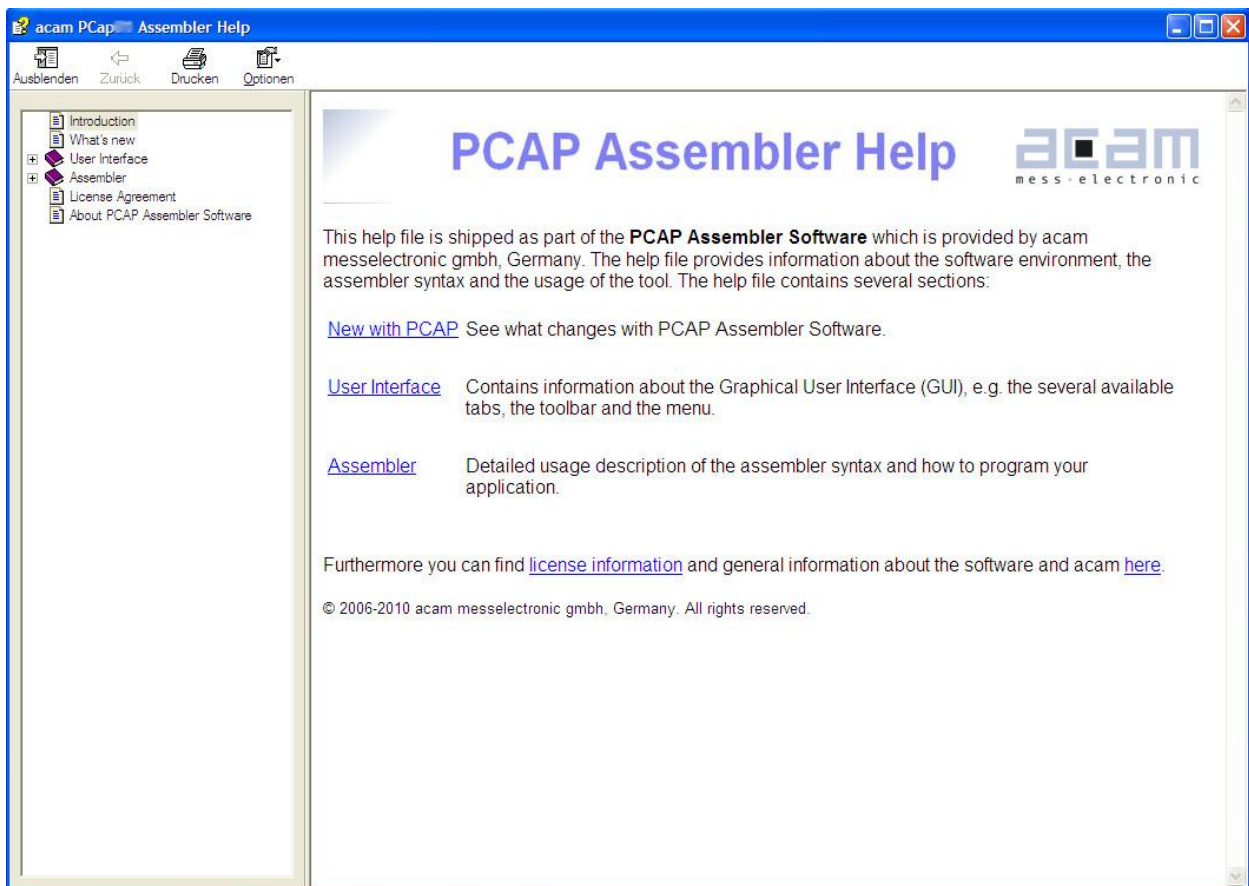 acam PCap Assembler Help
Ausblenden Zurück Drucken Optionen
Introduction
What's new
User Interface
Assembler
License Agreement
About PCAP Assembler Software
PCAP Assembler Help
acam
mess-electronic
This help file is shipped as part of the PCAP Assembler Software which is provided by acam
messelectronic gmbh, Germany. The help file provides information about the software environment, the
assembler syntax and the usage of the tool. The help file contains several sections:
New with PCAP See what changes with PCAP Assembler Software.
User Interface Contains information about the Graphical User Interface (GUI), e.g. the several available
tabs, the toolbar and the menu.
Assembler Detailed usage description of the assembler syntax and how to program your
application.
Furthermore you can find license information and general information about the software and acam here.
© 2006-2010 acam messelectronic gmbh, Germany. All rights reserved.